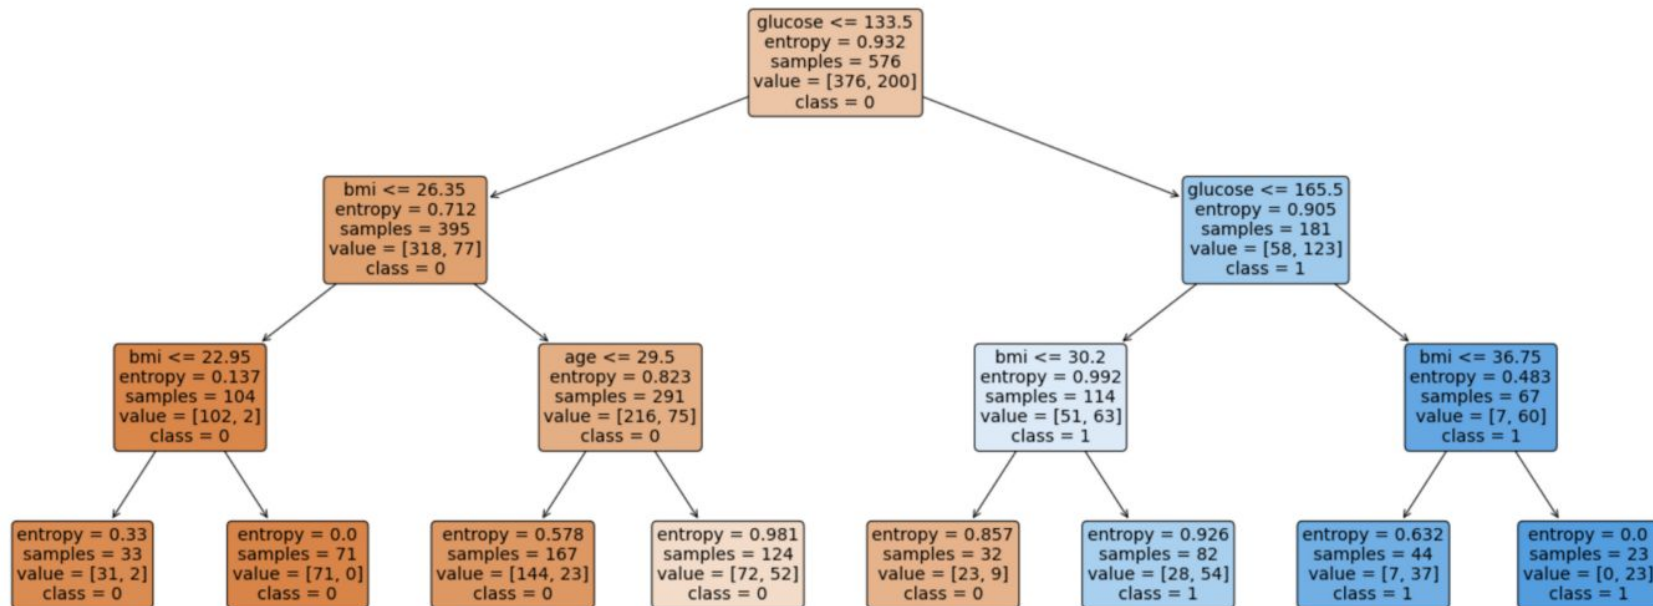 glucose <= 133.5
entropy = 0.932
samples = 576
value = [376, 200]
class = 0
bmi <= 26.35
entropy = 0.712
samples = 395
value = [318, 77]
class = 0
glucose <= 165.5
entropy = 0.905
samples = 181
value = [58, 123]
class = 1
bmi <= 22.95
entropy = 0.137
samples = 104
value = [102, 2]
class = 0
age <= 29.5
entropy = 0.823
samples = 291
value = [216, 75]
class = 0
bmi <= 30.2
entropy = 0.992
samples = 114
value = [51, 63]
class = 1
bmi <= 36.75
entropy = 0.483
samples = 67
value = [7, 60]
class = 1
entropy = 0.33
samples = 33
value = [31, 2]
class = 0
entropy = 0.0
samples = 71
value = [71, 0]
class = 0
entropy = 0.578
samples = 167
value = [144, 23]
class = 0
entropy = 0.981
samples = 124
value = [72, 52]
class = 0
entropy = 0.857
samples = 32
value = [23, 9]
class = 0
entropy = 0.926
samples = 82
value = [28, 54]
class = 1
entropy = 0.632
samples = 44
value = [7, 37]
class = 1
entropy = 0.0
samples = 23
value = [0, 23]
class = 1